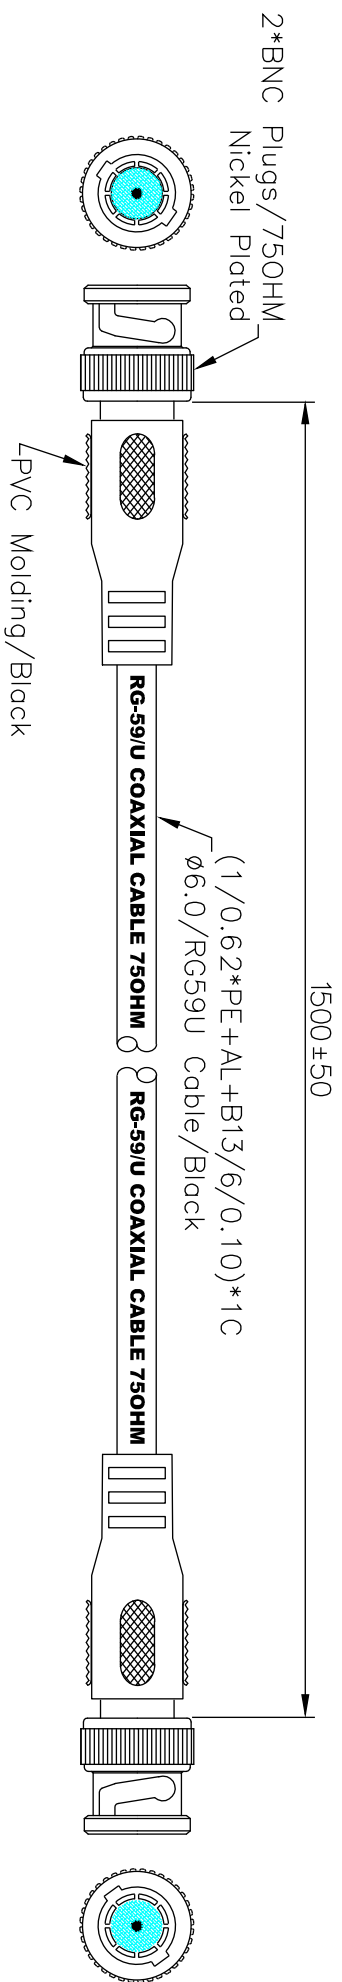 2*BNC Plugs/75OHM
Nickel Plated
PVC Molding/Black
RG-59/U COAXIAL CABLE 75OHM
(1/0.62*PE+AL+B13/6/0.10)*1C
ø6.0/RG59U Cable/Black
1500±50
RG-59/U COAXIAL CABLE 75OHM